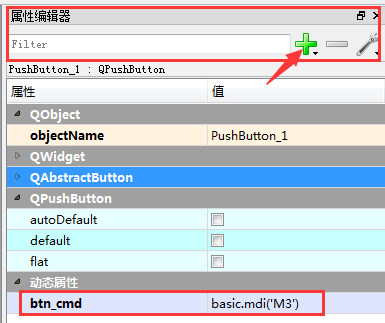 属性编辑器
Filter
PushButton_1 : QPushButton
属性 值
QObject
objectName PushButton_1
QWidget
QAbstractButton
QPushButton
autoDefault
default
flat
动态属性
btn_cmd basic.mdi('M3')